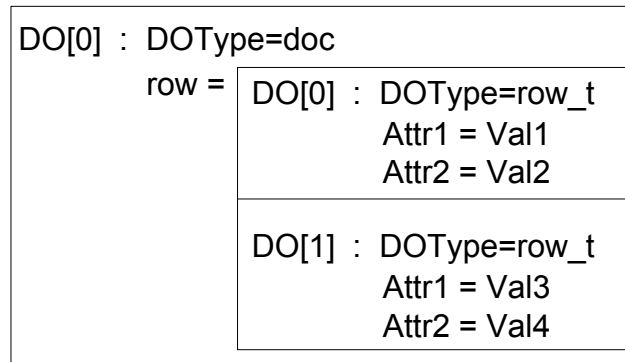 DO[0] : DOType=doc
row =
DO[0] : DOType=row_t
Attr1 = Val1
Attr2 = Val2
DO[1] : DOType=row_t
Attr1 = Val3
Attr2 = Val4